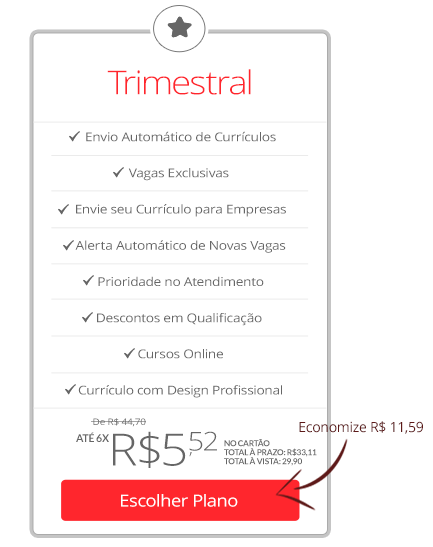 Trimestral
Envio Automático de Currículos
Vagas Exclusivas
Envie seu Currículo para Empresas
Alerta Automático de Novas Vagas
Prioridade no Atendimento
Descontos em Qualificação
Cursos Online
Currículo com Design Profissional
De R$ 44,70
Economize R$ 11,59
ATÉ 6X R$5,52
NO CARTÃO
TOTAL À PRAZO: R$33,11
TOTAL À VISTA: 29,90
Escolher Plano